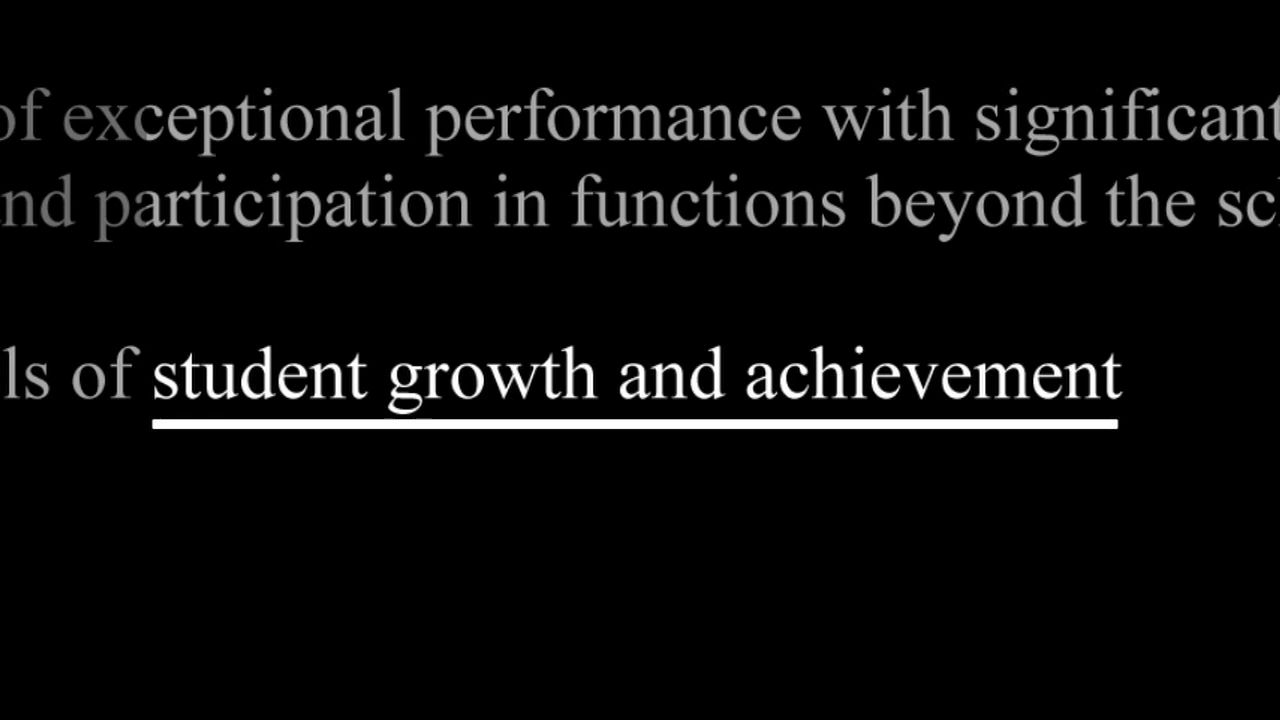 of exceptional performance with significant
nd participation in functions beyond the sc
ls of student growth and achievement